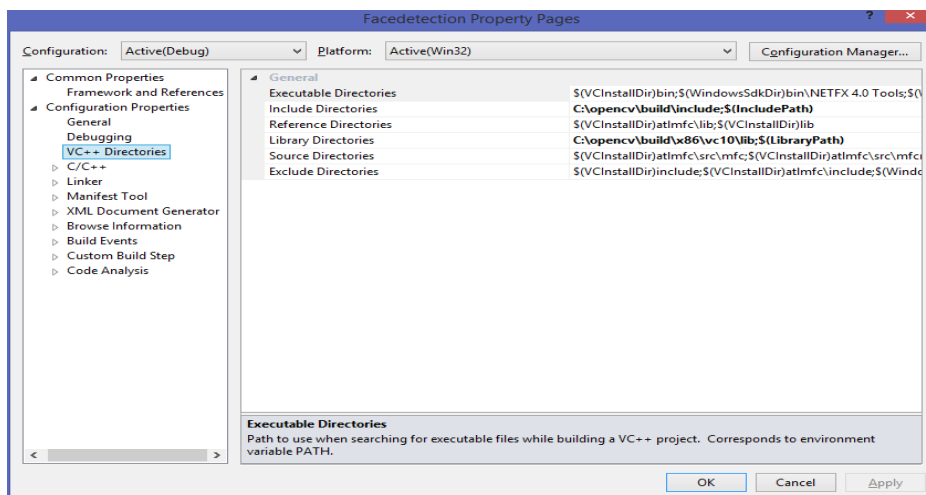 Facedetection Property Pages
? ×
Configuration: Active(Debug) Platform: Active(Win32) Configuration Manager...
Common Properties
Framework and References
Configuration Properties
General
Debugging
VC++ Directories
C/C++
Linker
Manifest Tool
XML Document Generator
Browse Information
Build Events
Custom Build Step
Code Analysis
General
Executable Directories $(VCInstallDir)bin;$(WindowsSdkDir)bin\NETFX 4.0 Tools;$(V
Include Directories C:\opencv\build\include;$(IncludePath)
Reference Directories $(VCInstallDir)atlmfc\lib;$(VCInstallDir)lib
Library Directories C:\opencv\build\x86\vc10\lib;$(LibraryPath)
Source Directories $(VCInstallDir)atlmfc\src\mfc;$(VCInstallDir)atlmfc\src\mfc
Exclude Directories $(VCInstallDir)include;$(VCInstallDir)atlmfc\include;$(Wind
Executable Directories
Path to use when searching for executable files while building a VC++ project. Corresponds to environment
variable PATH.
OK Cancel Apply